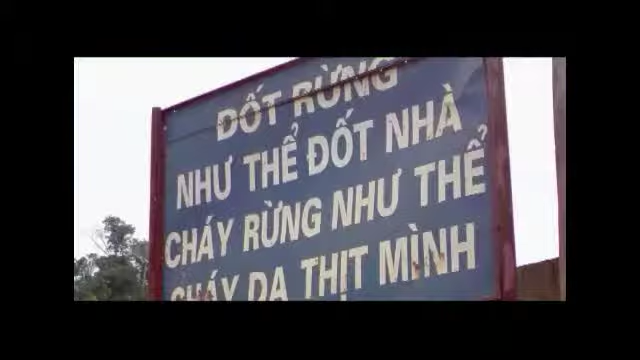 ĐỐT RỪNG
NHƯ THỂ ĐỐT NHÀ
CHÁY RỪNG NHƯ THỂ
CHÁY DA THỊT MÌNH